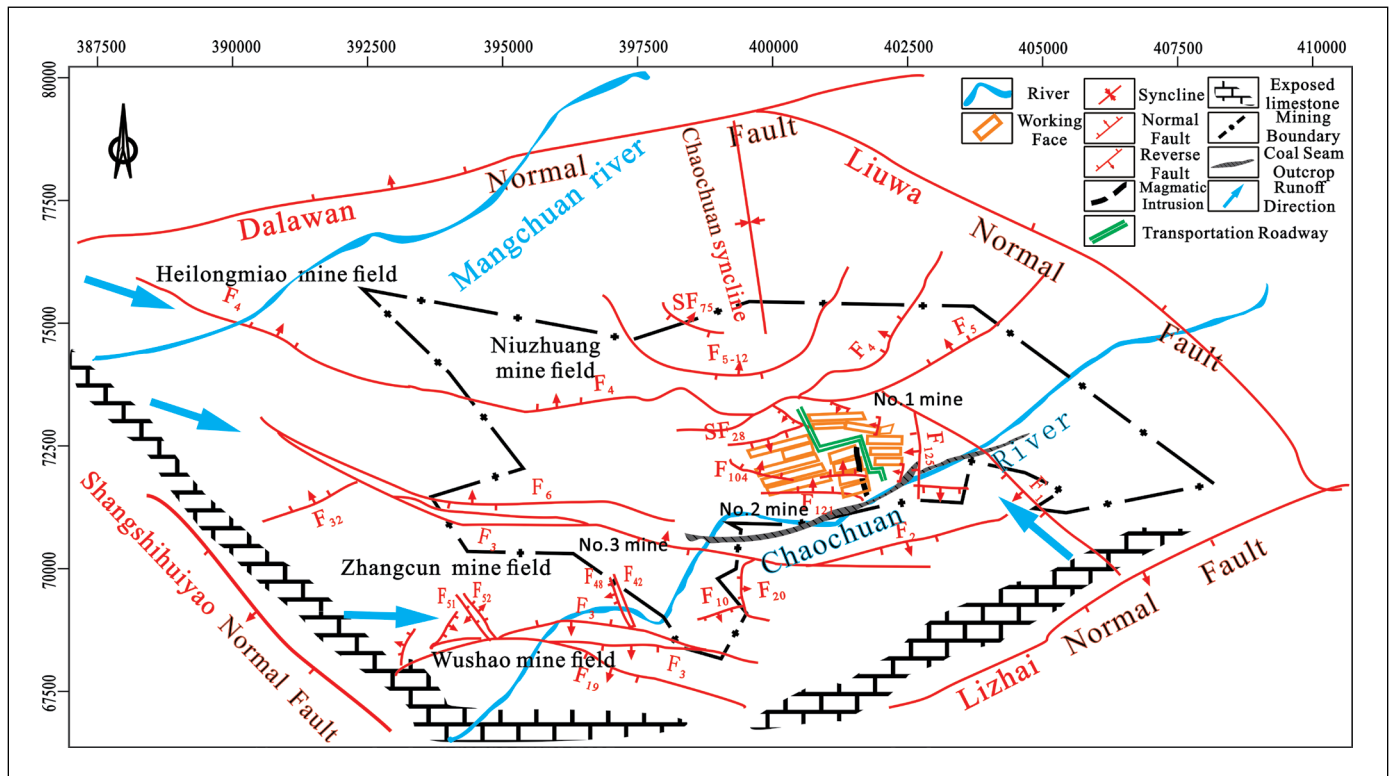 387500 390000 392500 395000 397500 400000 402500 405000 407500 410000
80000
77500
75000
72500
70000
67500
River
Working
Face
Syncline
Normal
Fault
Reverse
Fault
Magmatic
Intrusion
Transportation Roadway
Exposed
limestone
Mining
Boundary
Coal Seam
Outcrop
Runoff
Direction
Dalawan Normal Fault
Liuwa Normal Fault
Mangchuan river
Chaochuan syncline
Heilongmiao mine field
F4
SF75
Niuzhuang
mine field
F5-12
F4
F5
F4
No.1 mine
SF28
F125
F104
F121
No.2 mine
Chaochuan River
F1
F6
F32
F3
No.3 mine
F2
Zhangcun mine field
F48
F42
F51
F52
F3
F10
F20
Wushao mine field
F3
F19
Shangshihuiyao Normal Fault
Lizhai Normal Fault